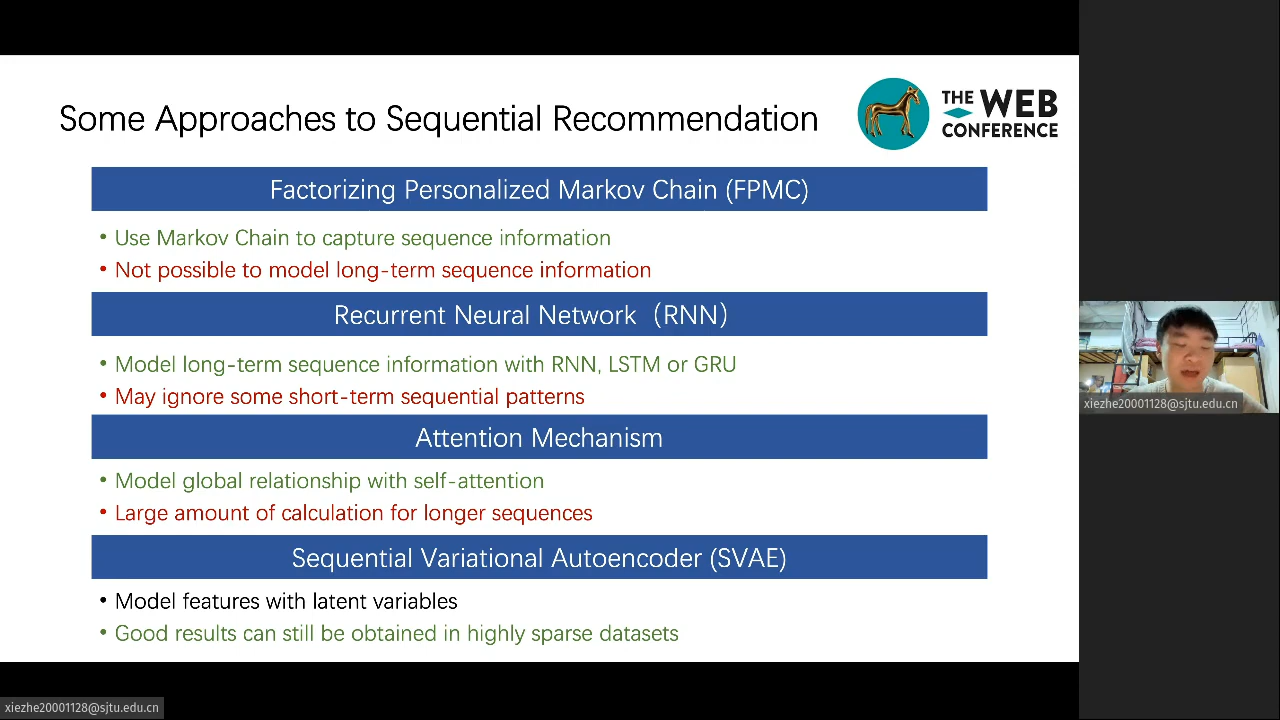 Some Approaches to Sequential Recommendation
THE WEB
CONFERENCE
Factorizing Personalized Markov Chain (FPMC)
• Use Markov Chain to capture sequence information
• Not possible to model long-term sequence information
Recurrent Neural Network（RNN）
• Model long-term sequence information with RNN, LSTM or GRU
• May ignore some short-term sequential patterns
Attention Mechanism
• Model global relationship with self-attention
• Large amount of calculation for longer sequences
Sequential Variational Autoencoder (SVAE)
• Model features with latent variables
• Good results can still be obtained in highly sparse datasets
xiezhe20001128@sjtu.edu.cn
xiezhe20001128@sjtu.edu.cn